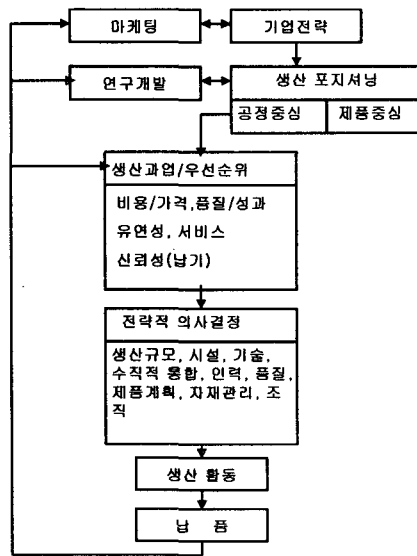 마케팅
기업전략
연구개발
생산 포지셔닝
공정중심
제품중심
생산과업/우선순위
비용/가격,품질/성과
유연성, 서비스
신뢰성(납기)
전략적 의사결정
생산규모, 시설, 기술,
수직적 통합, 인력, 품질,
제품계획, 자재관리, 조
직
생산 활동
납 품